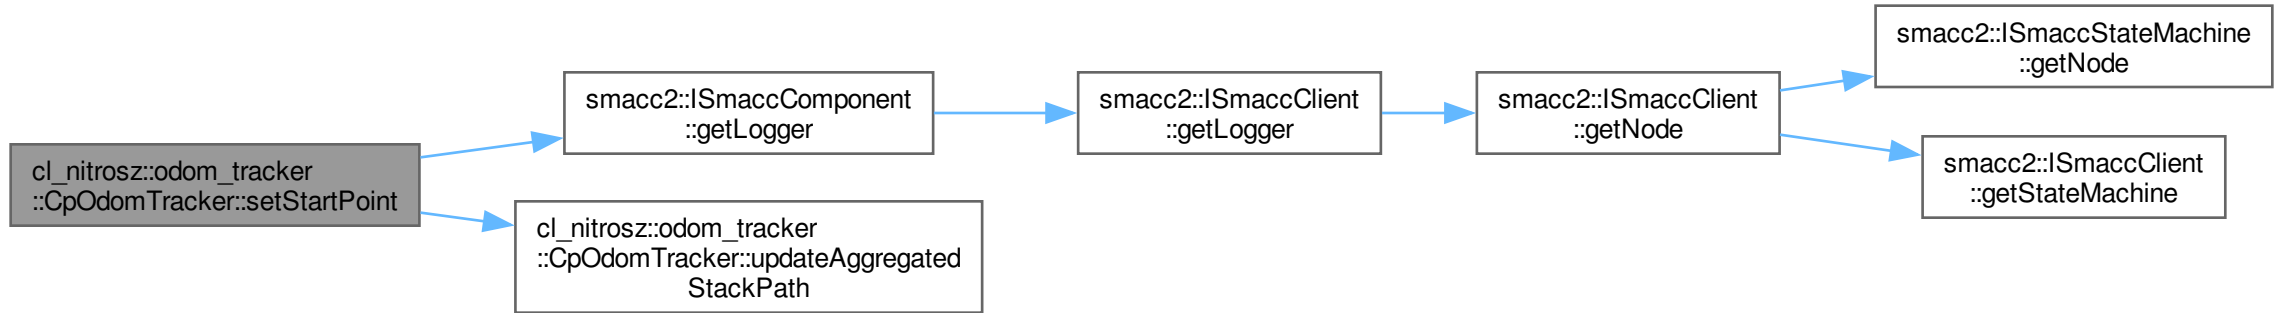 cl_nitrosz::odom_tracker
::CpOdomTracker::setStartPoint
smacc2::ISmaccComponent
::getLogger
smacc2::ISmaccClient
::getLogger
smacc2::ISmaccClient
::getNode
smacc2::ISmaccStateMachine
::getNode
smacc2::ISmaccClient
::getStateMachine
cl_nitrosz::odom_tracker
::CpOdomTracker::updateAggregated
StackPath